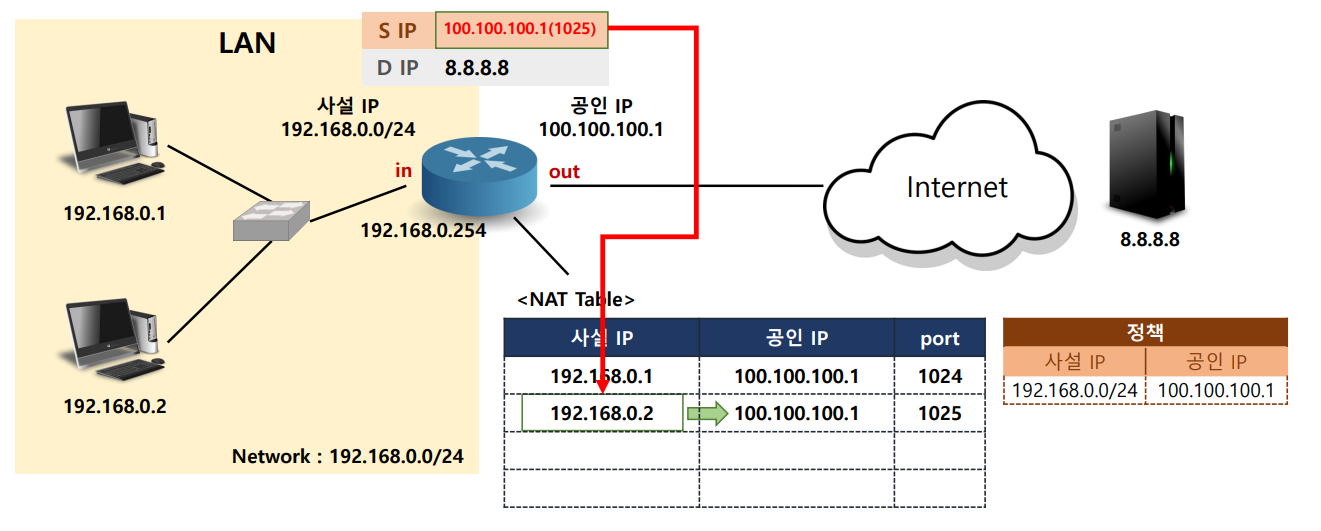 LAN
S IP 100.100.100.1(1025)
D IP 8.8.8.8
사설 IP
192.168.0.0/24
공인 IP
100.100.100.1
in
out
192.168.0.1
192.168.0.254
Internet
8.8.8.8
192.168.0.2
Network : 192.168.0.0/24
<NAT Table>
사설 IP 공인 IP port
192.168.0.1 100.100.100.1 1024
192.168.0.2 100.100.100.1 1025
정책
사설 IP 공인 IP
192.168.0.0/24 100.100.100.1